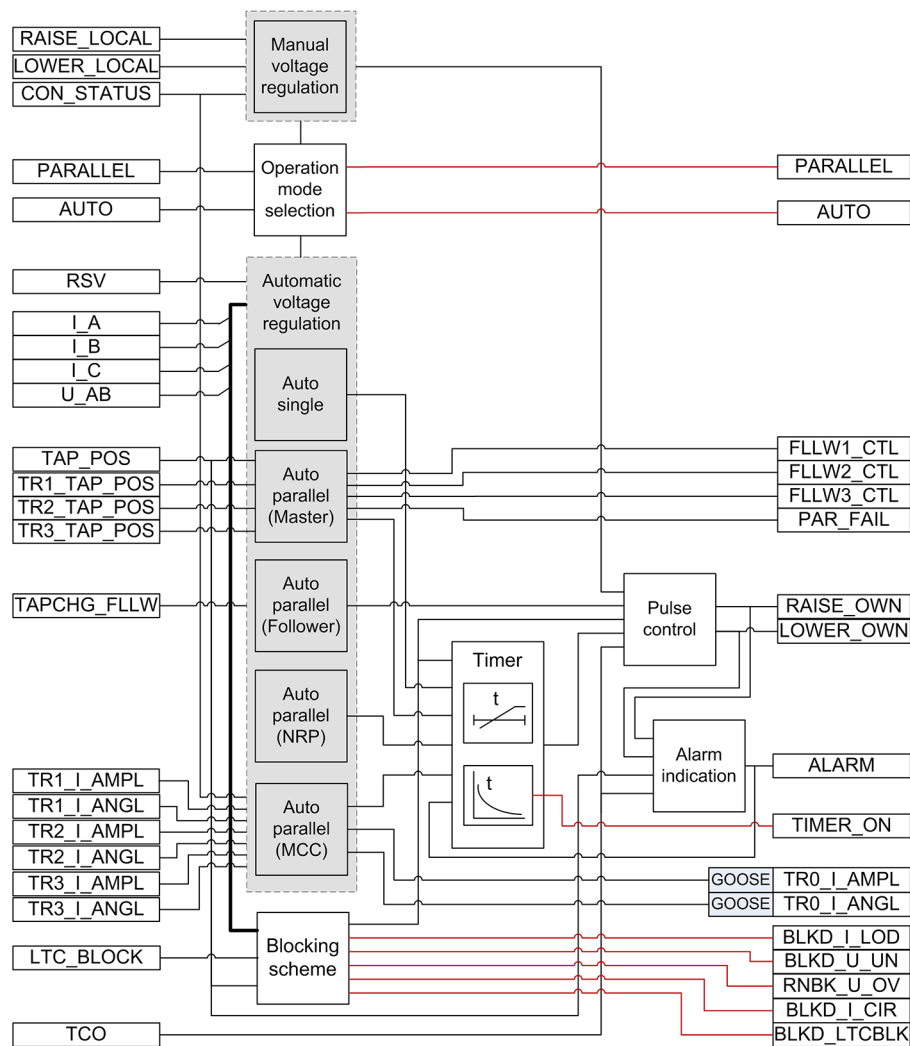 RAISE_LOCAL
LOWER_LOCAL
CON_STATUS
Manual
voltage
regulation
PARALLEL
AUTO
Operation
mode
selection
PARALLEL
AUTO
RSV
I_A
I_B
I_C
U_AB
Automatic
voltage
regulation
Auto
single
TAP_POS
TR1_TAP_POS
TR2_TAP_POS
TR3_TAP_POS
Auto
parallel
(Master)
FLLW1_CTL
FLLW2_CTL
FLLW3_CTL
PAR_FAIL
TAPCHG_FLLW
Auto
parallel
(Follower)
Pulse
control
RAISE_OWN
LOWER_OWN
Timer
t
t
Auto
parallel
(NRP)
Alarm
indication
ALARM
TIMER_ON
TR1_I_AMPL
TR1_I_ANGL
TR2_I_AMPL
TR2_I_ANGL
TR3_I_AMPL
TR3_I_ANGL
Auto
parallel
(MCC)
GOOSE TR0_I_AMPL
GOOSE TR0_I_ANGL
LTC_BLOCK
Blocking
scheme
BLKD_I_LOD
BLKD_U_UN
RNBK_U_OV
BLKD_I_CIR
BLKD_LTCBLK
TCO